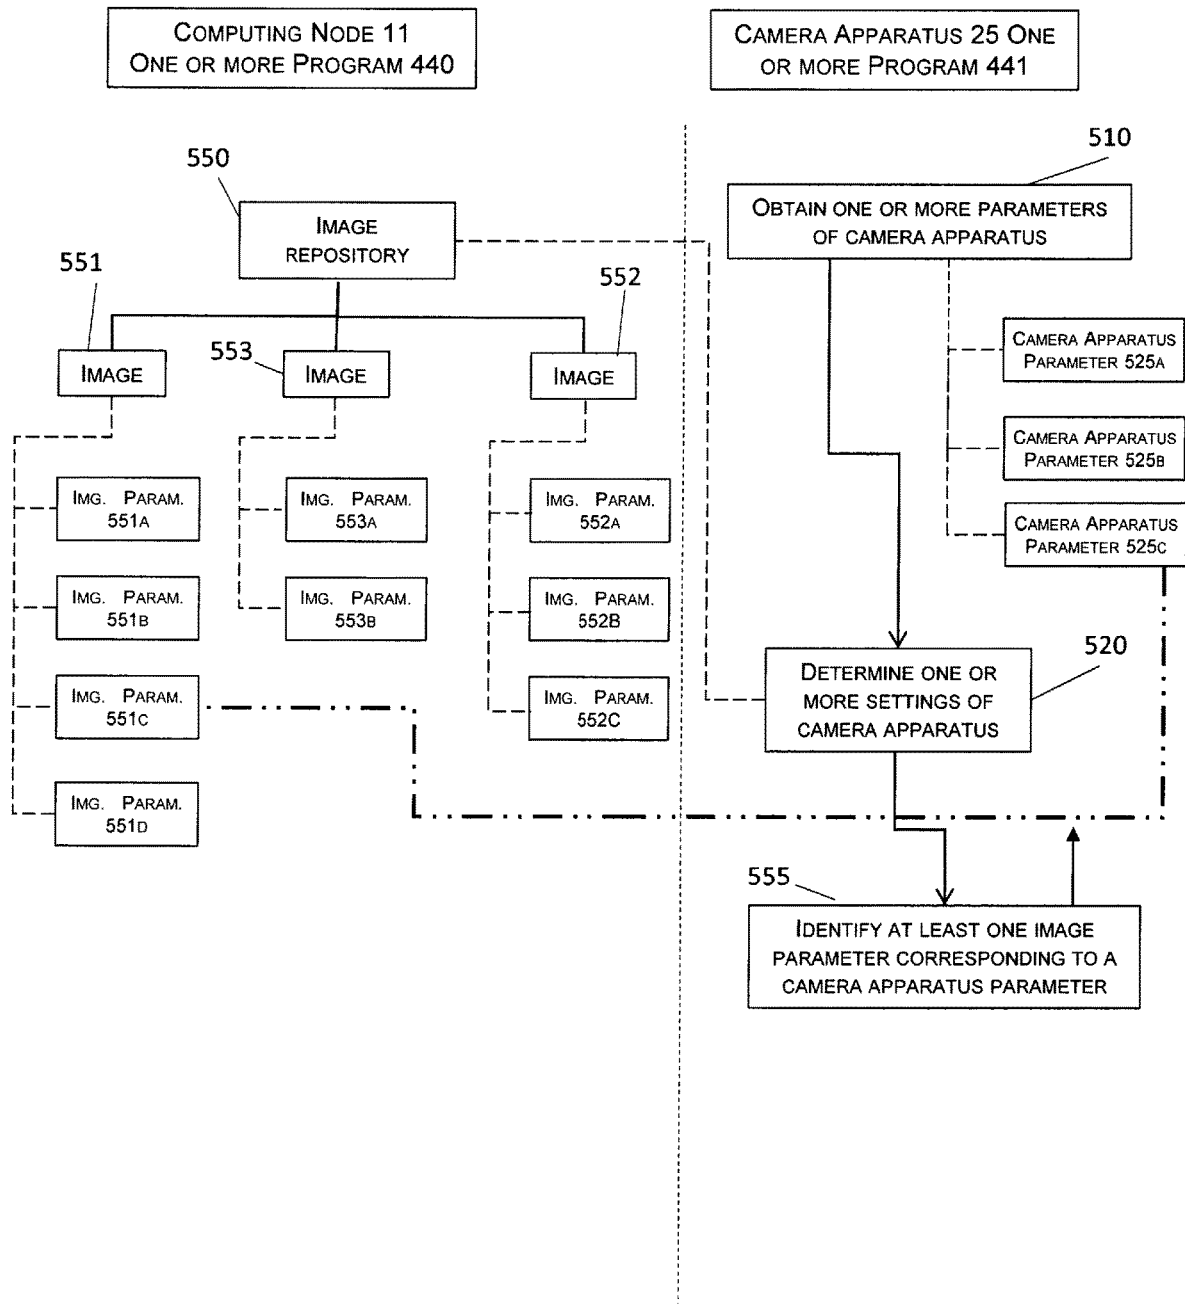 COMPUTING NODE 11
ONE OR MORE PROGRAM 440
CAMERA APPARATUS 25 ONE
OR MORE PROGRAM 441
550
510
IMAGE
REPOSITORY
OBTAIN ONE OR MORE PARAMETERS
OF CAMERA APPARATUS
551
553
552
IMAGE
IMAGE
IMAGE
CAMERA APPARATUS
PARAMETER 525A
CAMERA APPARATUS
PARAMETER 525B
CAMERA APPARATUS
PARAMETER 525C
IMG. PARAM.
551A
IMG. PARAM.
553A
IMG. PARAM.
552A
IMG. PARAM.
551B
IMG. PARAM.
553B
IMG. PARAM.
552B
IMG. PARAM.
551C
IMG. PARAM.
552C
IMG. PARAM.
551D
520
DETERMINE ONE OR
MORE SETTINGS OF
CAMERA APPARATUS
555
IDENTIFY AT LEAST ONE IMAGE
PARAMETER CORRESPONDING TO A
CAMERA APPARATUS PARAMETER